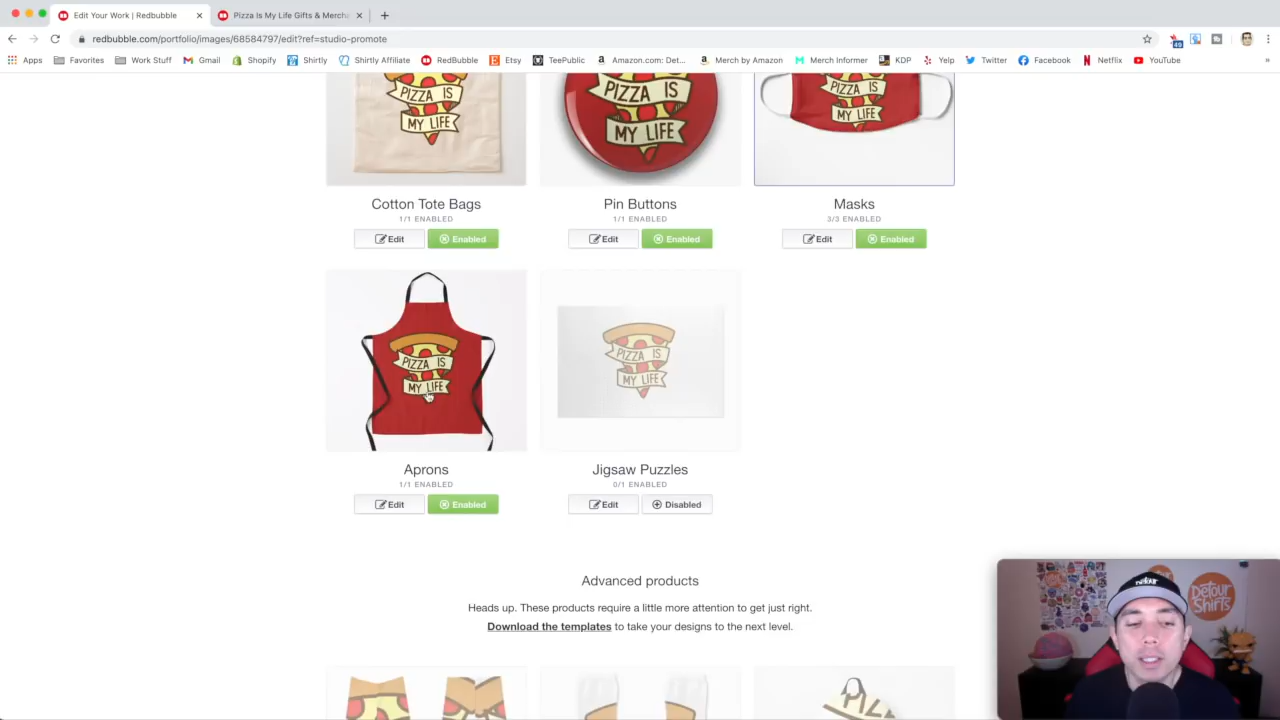 Edit Your Work | Redbubble
Pizza Is My Life Gifts & Mercha
redbubble.com/portfolio/images/68584797/edit?ref=studio-promote
49
Apps Favorites Work Stuff Gmail Shopify Shirtly Shirtly Affiliate RedBubble Etsy TeePublic Amazon.com: Det... Merch by Amazon Merch Informer KDP Yelp Twitter Facebook Netflix YouTube »
PIZZA IS
MY LIFE
PIZZA IS
MY LIFE
PIZZA IS
MY LIFE
Cotton Tote Bags
1/1 ENABLED
Edit Enabled
Pin Buttons
1/1 ENABLED
Edit Enabled
Masks
3/3 ENABLED
Edit Enabled
PIZZA IS
MY LIFE
PIZZA IS
MY LIFE
Aprons
1/1 ENABLED
Edit Enabled
Jigsaw Puzzles
0/1 ENABLED
Edit Disabled
Advanced products
Heads up. These products require a little more attention to get just right.
Download the templates to take your designs to the next level.
DETOUR
SHIRTS